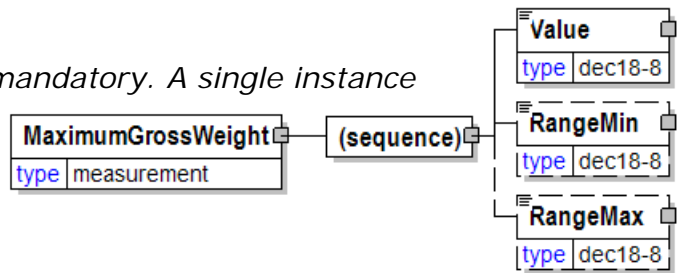 Value
type dec18-8
mandatory. A single instance
RangeMin
MaximumGrossWeight
(sequence)
type dec18-8
type measurement
RangeMax
type dec18-8